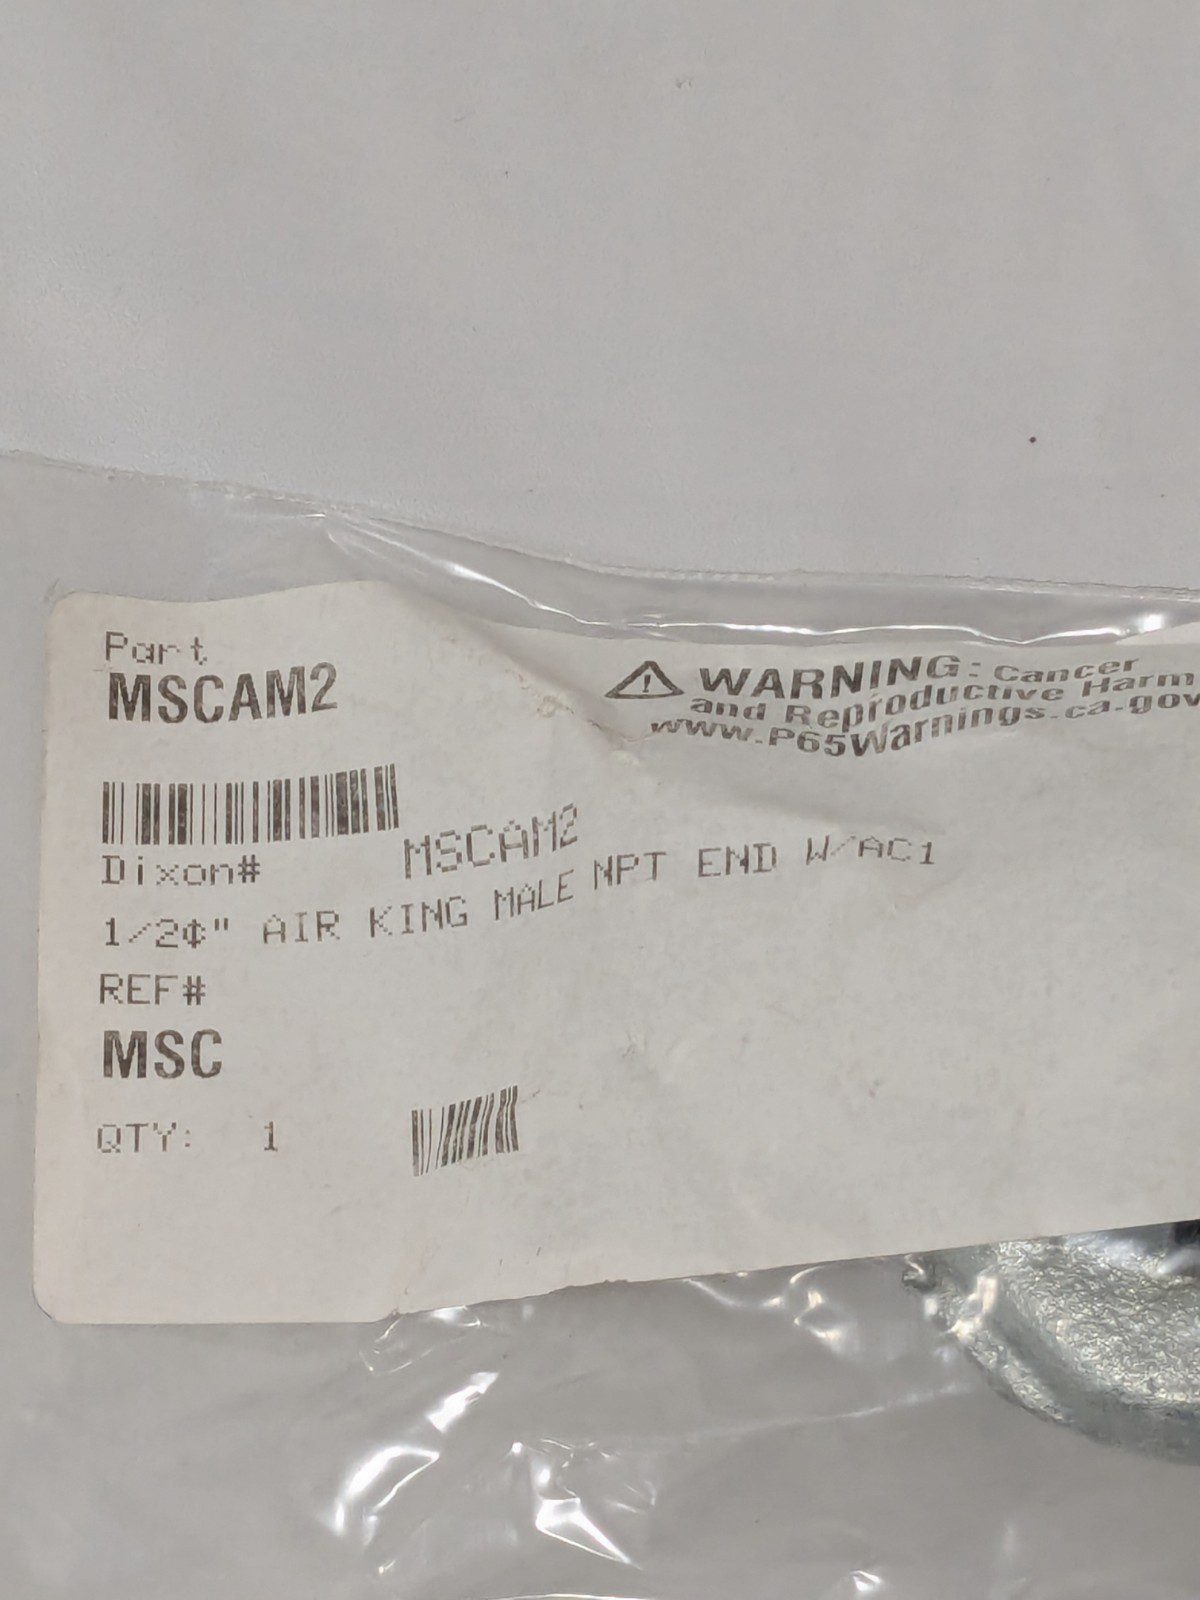 Part
MSCAM2
⚠ WARNING: Cancer
and Reproductive Harm
www.P65Warnings.ca.gov
Dixon# MSCAM2
1/2¢" AIR KING MALE NPT END W/AC1
REF#
MSC
QTY: 1